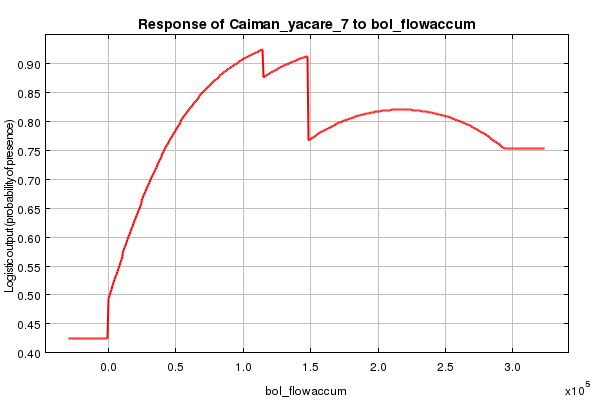 Response of Caiman_yacare_7 to bol_flowaccum
Logistic output (probability of presence)
0.90
0.85
0.80
0.75
0.70
0.65
0.60
0.55
0.50
0.45
0.40
0.0 0.5 1.0 1.5 2.0 2.5 3.0
bol_flowaccum
x10^5